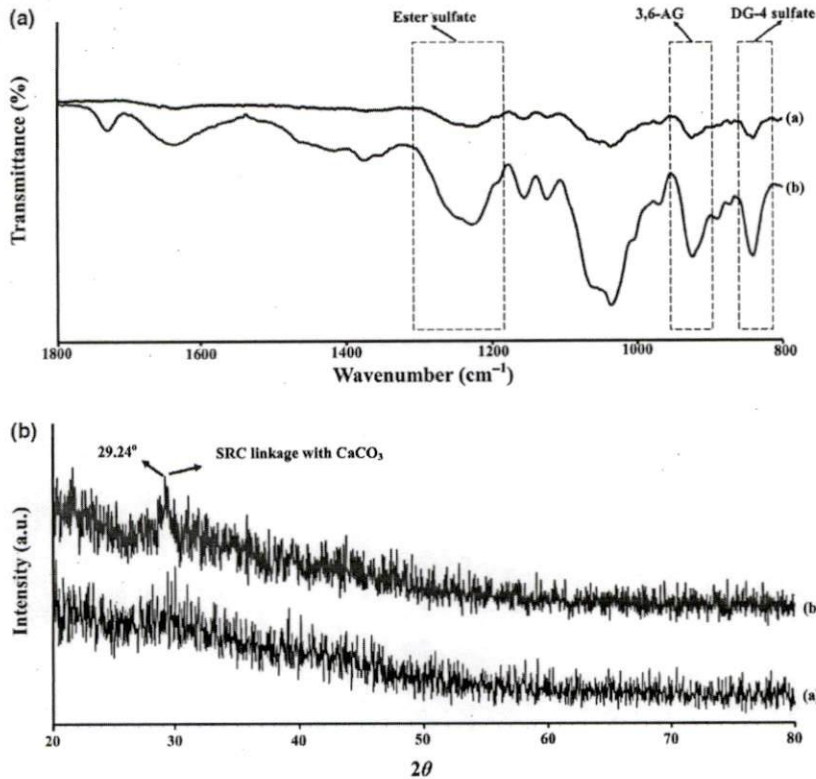 (a)
Ester sulfate
3,6-AG
DG-4 sulfate
Transmittance (%)
(a)
(b)
1800
1600
1400
1200
1000
800
Wavenumber (cm⁻¹)
(b)
29.24°
SRC linkage with CaCO₃
Intensity (a.u.)
(b
(a
20
30
40
50
60
70
80
2θ